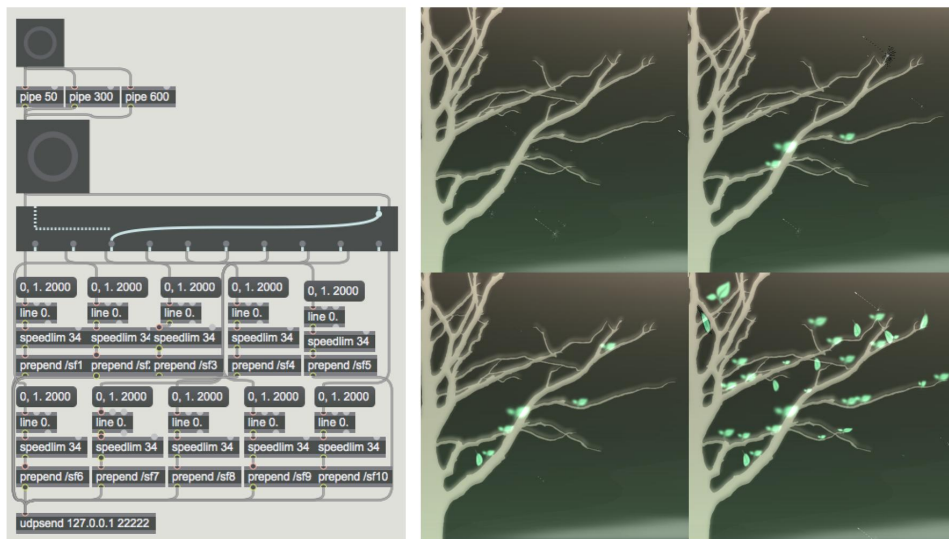 pipe 50 pipe 300 pipe 600
0, 1. 2000 0, 1. 2000 0, 1. 2000 0, 1. 2000 0, 1. 2000
line 0. line 0. line 0. line 0. line 0.
speedlim 34 speedlim 34 speedlim 34 speedlim 34 speedlim 34
prepend /sf1 prepend /sf2 prepend /sf3 prepend /sf4 prepend /sf5
0, 1. 2000 0, 1. 2000 0, 1. 2000 0, 1. 2000 0, 1. 2000
line 0. line 0. line 0. line 0. line 0.
speedlim 34 speedlim 34 speedlim 34 speedlim 34 speedlim 34
prepend /sf6 prepend /sf7 prepend /sf8 prepend /sf9 prepend /sf10
udpsend 127.0.0.1 22222